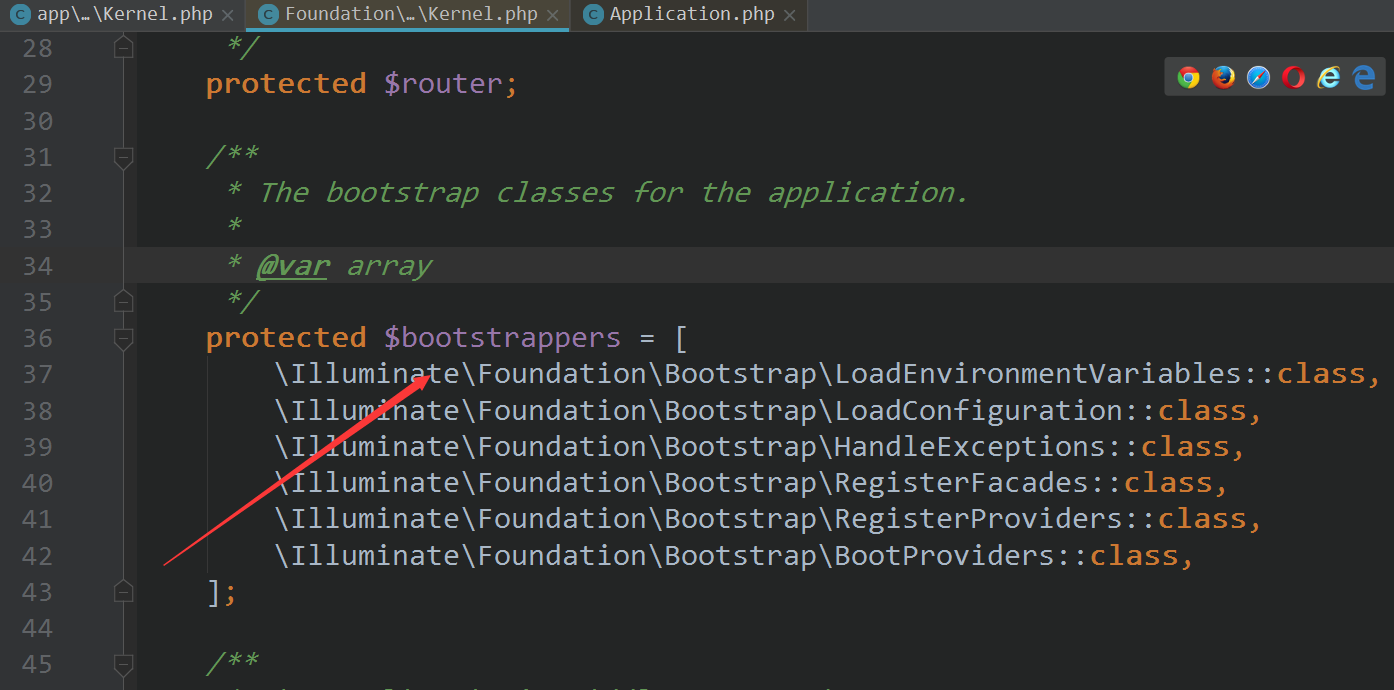 app\…\Kernel.php × Foundation\…\Kernel.php × Application.php ×
28 */
29 protected $router;
30
31 /**
32 * The bootstrap classes for the application.
33 *
34 * @var array
35 */
36 protected $bootstrappers = [
37 \Illuminate\Foundation\Bootstrap\LoadEnvironmentVariables::class,
38 \Illuminate\Foundation\Bootstrap\LoadConfiguration::class,
39 \Illuminate\Foundation\Bootstrap\HandleExceptions::class,
40 \Illuminate\Foundation\Bootstrap\RegisterFacades::class,
41 \Illuminate\Foundation\Bootstrap\RegisterProviders::class,
42 \Illuminate\Foundation\Bootstrap\BootProviders::class,
43 ];
44
45 /**